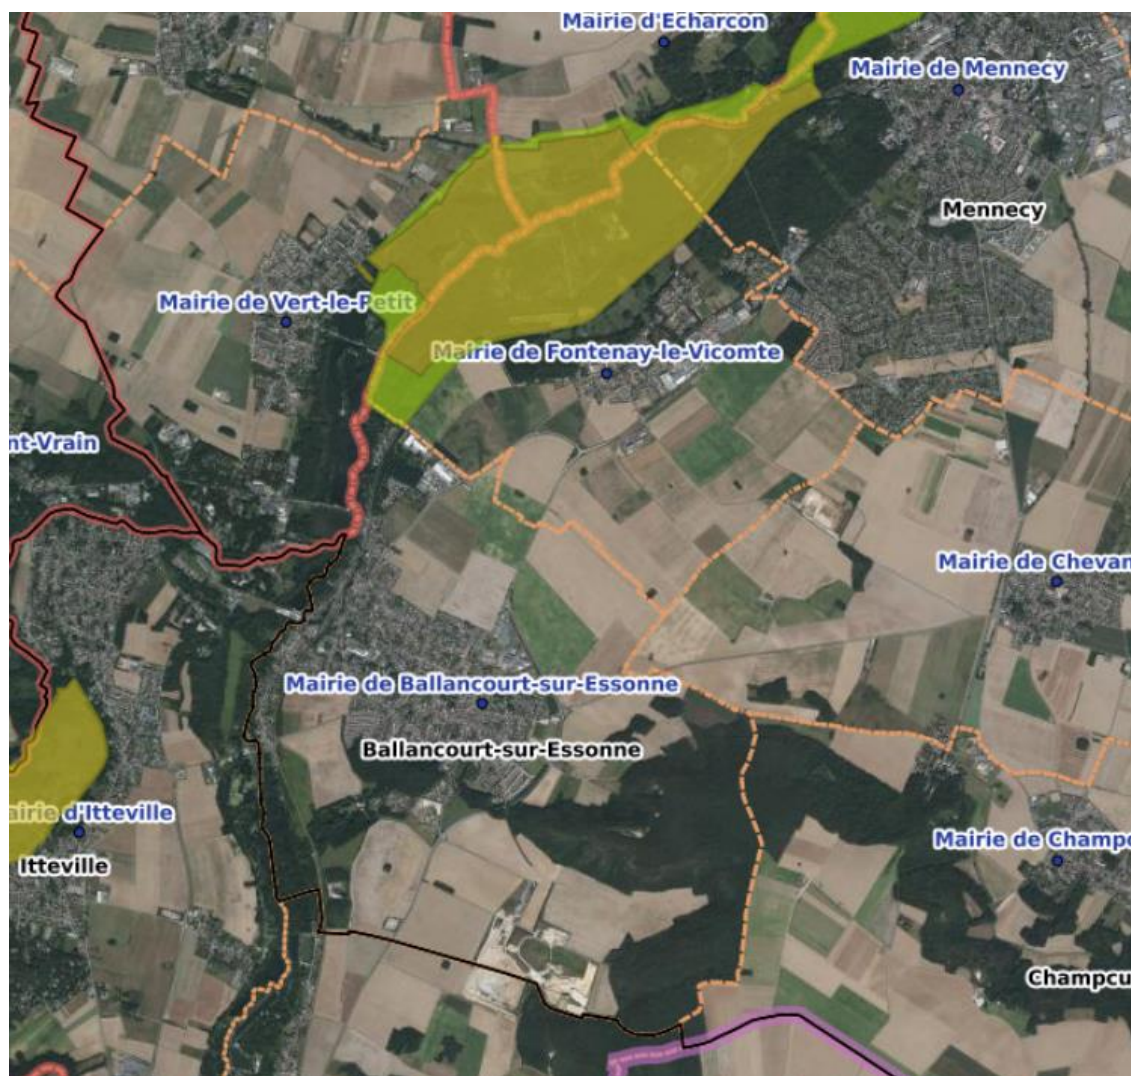 Mairie d'Echarcon
Mairie de Mennecy
Mennecy
Mairie de Vert-le-Petit
Mairie de Fontenay-le-Vicomte
nt-Vrain
Mairie de Chevan
Mairie de Ballancourt-sur-Essonne
Ballancourt-sur-Essonne
airie d'Itteville
Mairie de Champc
Itteville
Champcu